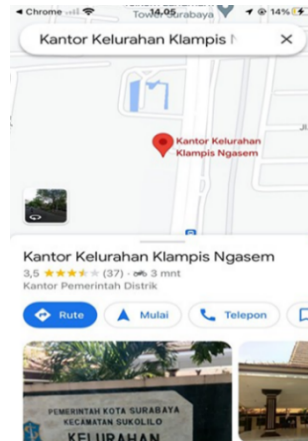 Chrome 14.05 14%
Tower Surabaya
Kantor Kelurahan Klampis
Kantor Kelurahan
Klampis Ngasem
Kantor Kelurahan Klampis Ngasem
3,5 (37) · 3 mnt
Kantor Pemerintah Distrik
Rute Mulai Telepon
PEMERINTAH KOTA SURABAYA
KECAMATAN SUKOLILO
KELURAHAN